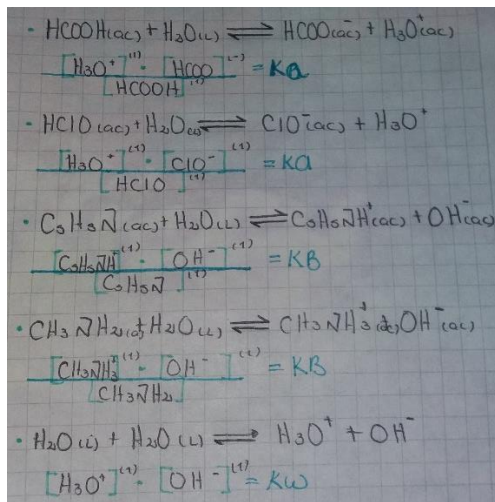 · HCOOH(ac) + H3O(L) ⇌ HCOO(ac)⁻ + H3O⁺(ac)
[H3O⁺]⁽¹⁾ · [HCOO]⁽⁻⁾ = Ka
[HCOOH]⁽¹⁾
· HClO(ac) + H2O(L) ⇌ ClO⁻(ac) + H3O⁺
[H3O⁺]⁽¹⁾ · [ClO⁻]⁽¹⁾ = Ka
[HClO]⁽¹⁾
· C5H5N(ac) + H2O(L) ⇌ C5H5NH⁺(ac) + OH⁻(ac)
[C5H5NH]⁽¹⁾ · [OH⁻]⁽¹⁾ = KB
[C5H5N]⁽¹⁾
· CH3NH2(ac) + H2O(L) ⇌ CH3NH3⁺(ac) + OH⁻(ac)
[CH3NH3⁺]⁽¹⁾ · [OH⁻]⁽¹⁾ = KB
[CH3NH2]
· H2O(L) + H2O(L) ⇌ H3O⁺ + OH⁻
[H3O⁺]⁽¹⁾ · [OH⁻]⁽¹⁾ = Kw